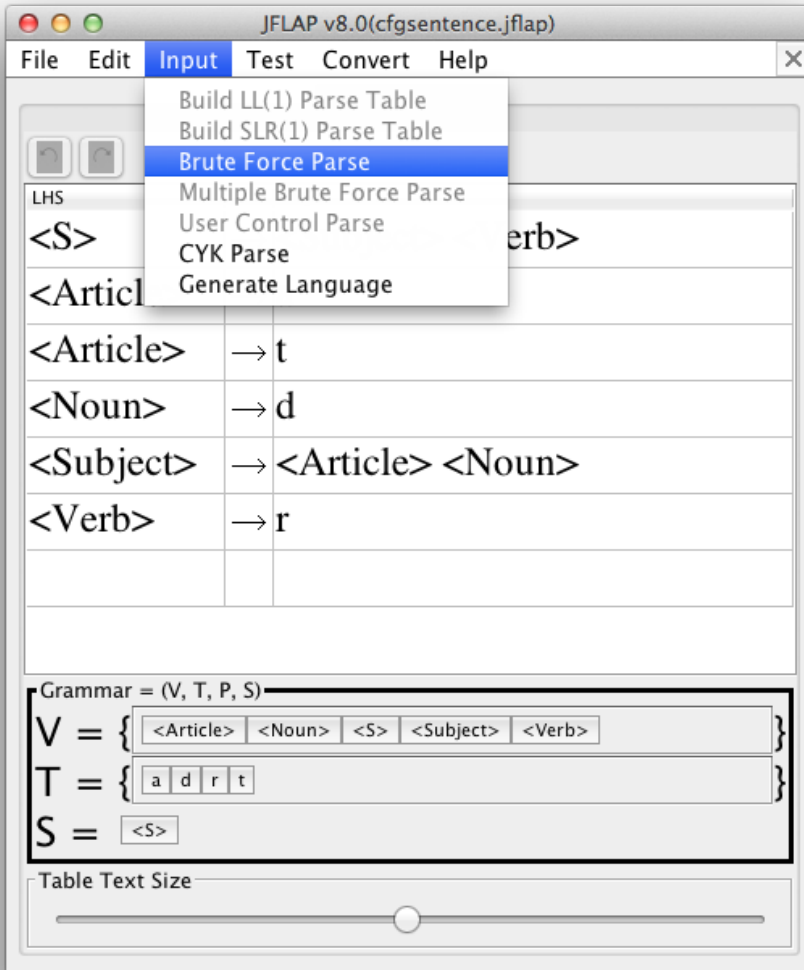 JFLAP v8.0(cfgsentence.jflap)
File Edit Input Test Convert Help
Build LL(1) Parse Table
Build SLR(1) Parse Table
Brute Force Parse
Multiple Brute Force Parse
User Control Parse
CYK Parse
Generate Language
LHS
<S> erb>
<Articl
<Article> → t
<Noun> → d
<Subject> → <Article> <Noun>
<Verb> → r
Grammar = (V, T, P, S)
V = { <Article> <Noun> <S> <Subject> <Verb> }
T = { a d r t }
S = <S>
Table Text Size